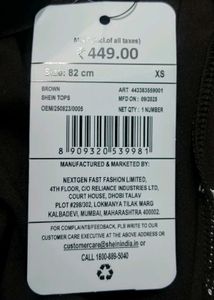 (Incl. of all taxes)
₹ 449.00
Size: 82 cm XS
BROWN ART 443383559001
SHEIN TOPS MFD ON : 09/2025
OEM/250823/0005 NET QTY : 1 NUMBER
8 909320 539981
MANUFACTURED & MARKETED BY:
NEXTGEN FAST FASHION LIMITED,
4TH FLOOR, C/O RELIANCE INDUSTRIES LTD,
COURT HOUSE, DHOBI TALAV
PLOT #298/302, LOKMANYA TILAK MARG
KALBADEVI, MUMBAI, MAHARASHTRA 400002.
FOR COMPLAINTS/FEEDBACK, PLS WRITE TO OUR
CUSTOMER CARE EXECUTIVE AT THE ABOVE ADDRESS OR
customercare@sheinindia.in or
CALL 1800-889-5040